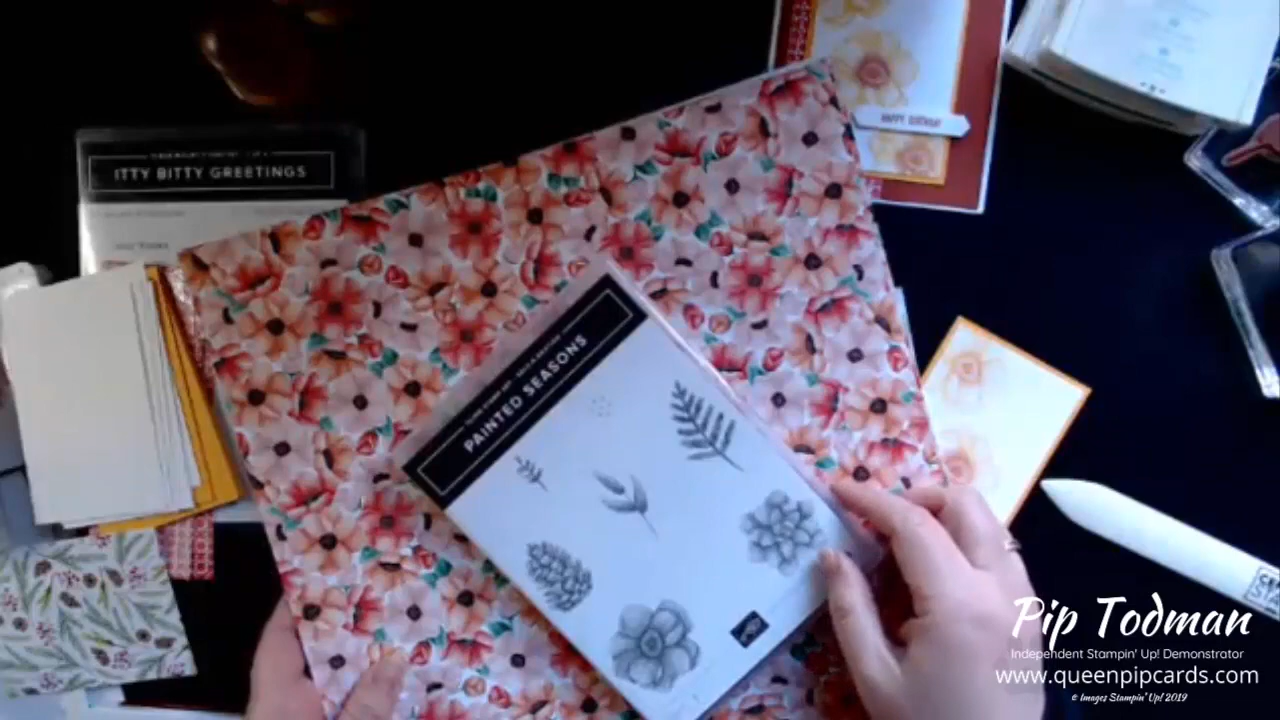 ITTY BITTY GREETINGS
HAPPY BIRTHDAY
PAINTED SEASONS
Pip Todman
Independent Stampin' Up! Demonstrator
www.queenpipcards.com
© Images Stampin' Up! 2019